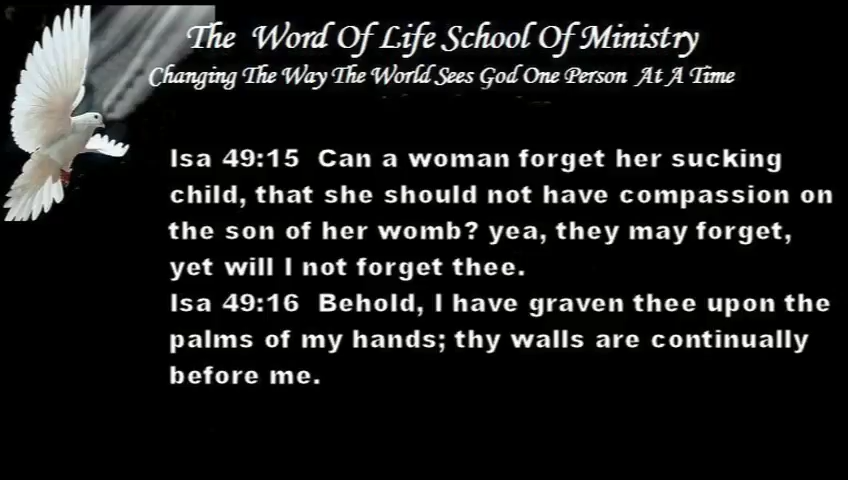 The Word Of Life School Of Ministry
Changing The Way The World Sees God One Person At A Time
Isa 49:15 Can a woman forget her sucking
child, that she should not have compassion on
the son of her womb? yea, they may forget,
yet will I not forget thee.
Isa 49:16 Behold, I have graven thee upon the
palms of my hands; thy walls are continually
before me.